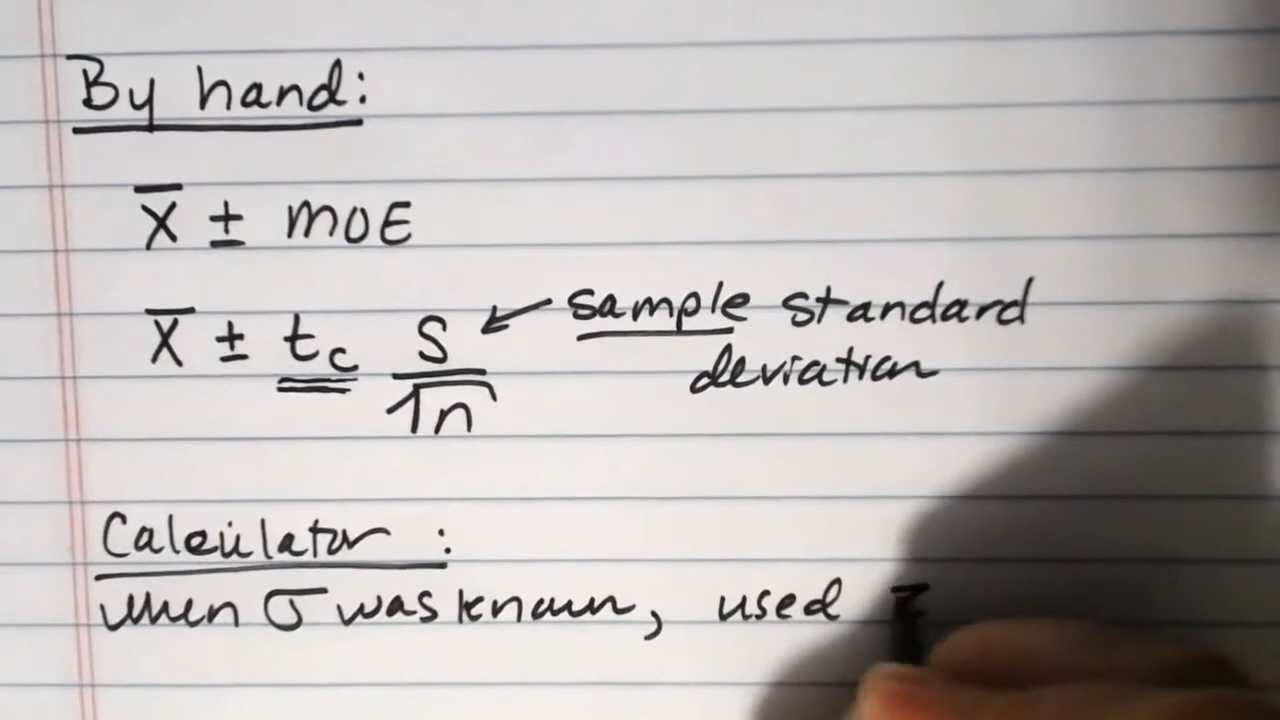 By hand:
x̄ ± MOE
x̄ ± t_c s/√n ← sample standard
deviation
Calculator :
when σ was known, used